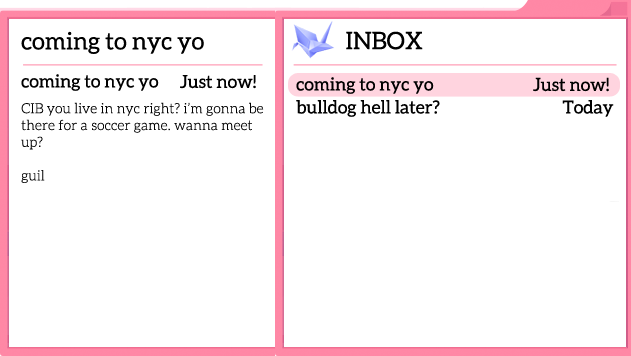 coming to nyc yo
coming to nyc yo Just now!
CIB you live in nyc right? i'm gonna be
there for a soccer game. wanna meet
up?
guil
INBOX
coming to nyc yo Just now!
bulldog hell later? Today